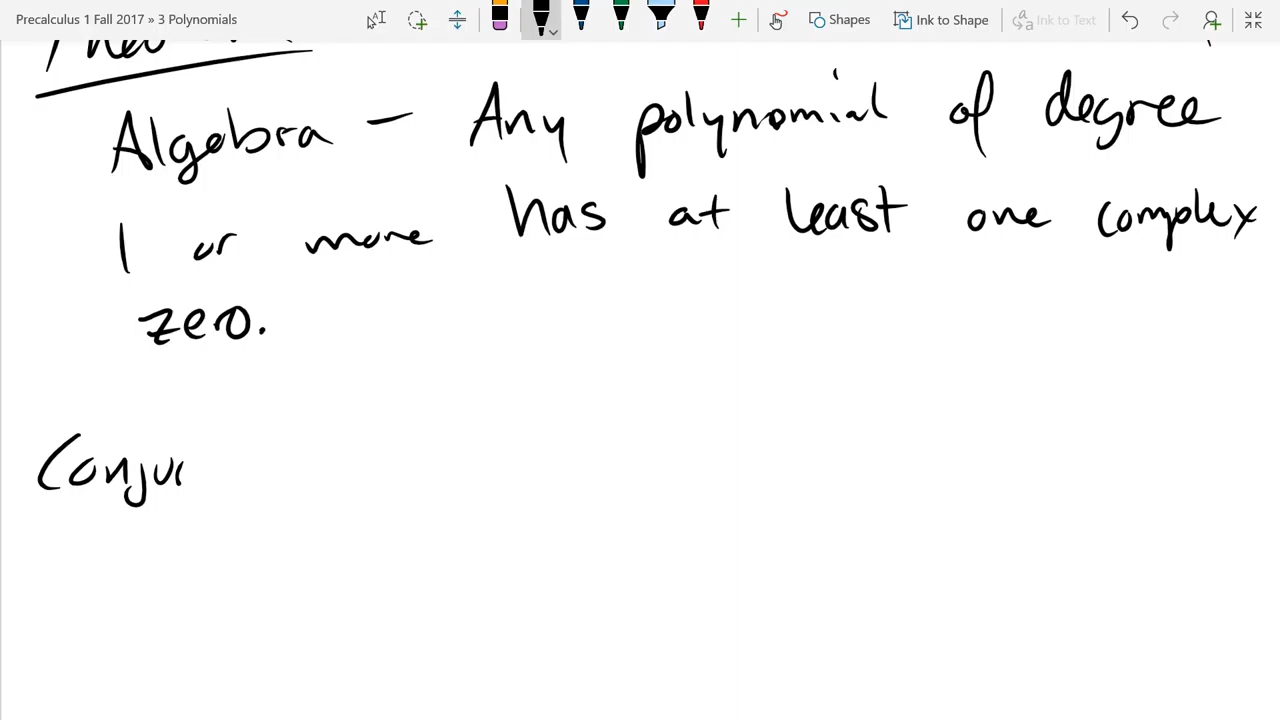 Precalculus 1 Fall 2017 » 3 Polynomials
Shapes
Ink to Shape
Ink to Text
Algebra - Any polynomial of degree
1 or more has at least one complex
zero.
Conju